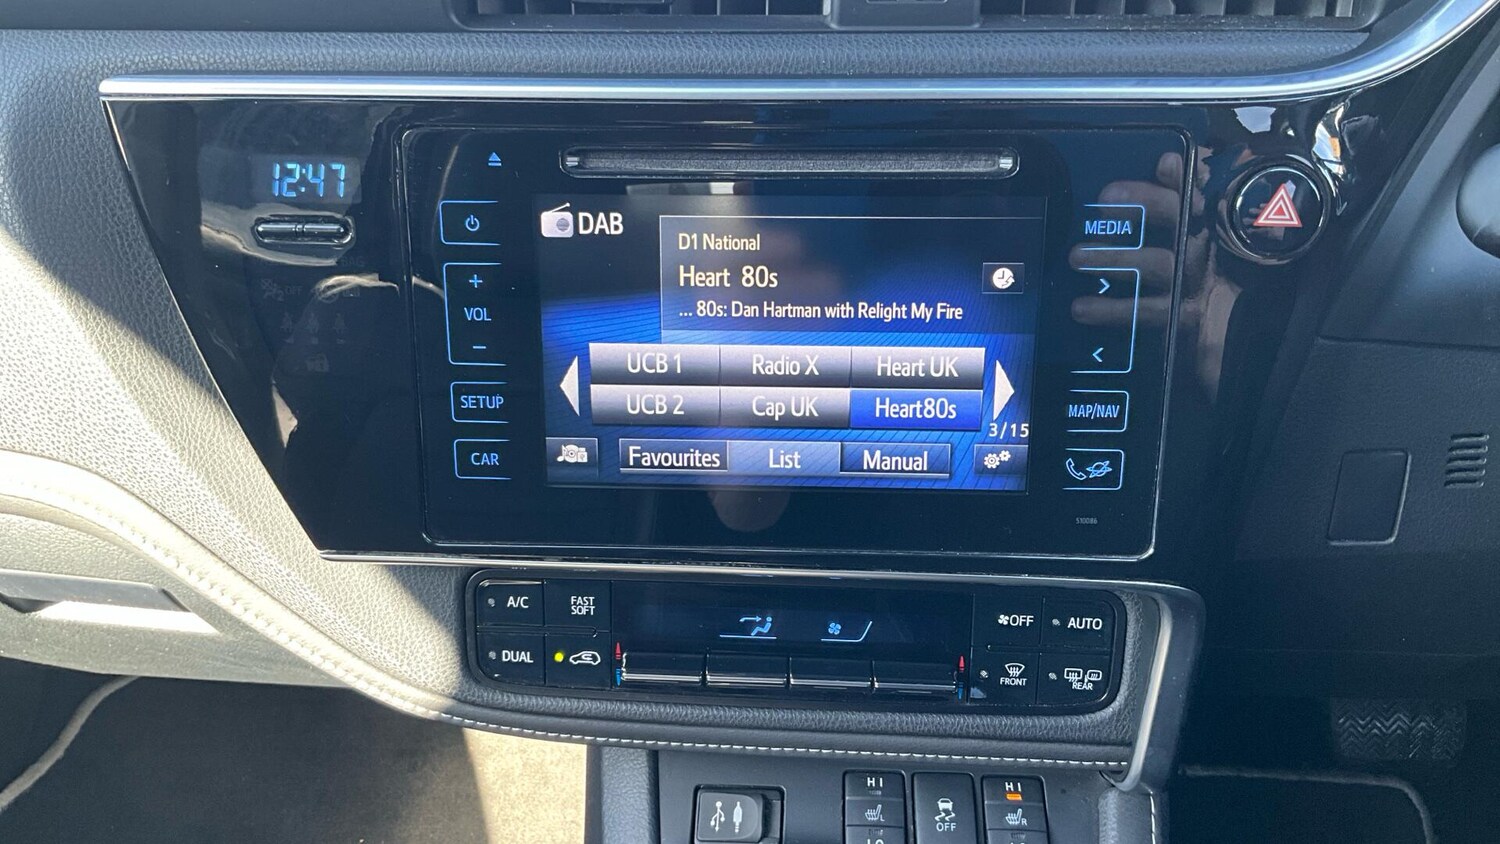 12:47
DAB
D1 National
Heart 80s
... 80s: Dan Hartman with Relight My Fire
UCB 1
Radio X
Heart UK
UCB 2
Cap UK
Heart80s
3/15
Favourites
List
Manual
+
VOL
-
SETUP
CAR
MEDIA
>
<
MAP/NAV
510086
A/C
FAST
SOFT
DUAL
OFF
AUTO
FRONT
REAR
HI
L
OFF
HI
R